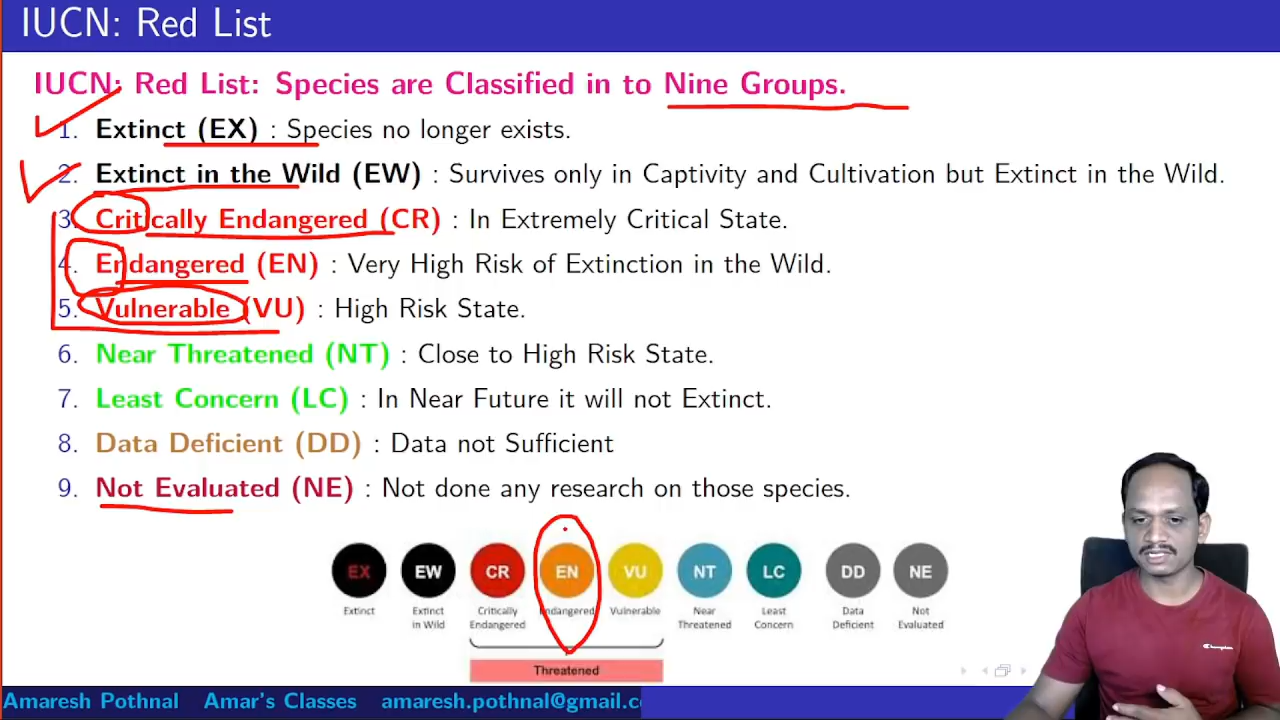 IUCN: Red List
IUCN: Red List: Species are Classified in to Nine Groups.
1. Extinct (EX) : Species no longer exists.
2. Extinct in the Wild (EW) : Survives only in Captivity and Cultivation but Extinct in the Wild.
3. Critically Endangered (CR) : In Extremely Critical State.
4. Endangered (EN) : Very High Risk of Extinction in the Wild.
5. Vulnerable (VU) : High Risk State.
6. Near Threatened (NT) : Close to High Risk State.
7. Least Concern (LC) : In Near Future it will not Extinct.
8. Data Deficient (DD) : Data not Sufficient
9. Not Evaluated (NE) : Not done any research on those species.
EX EW CR EN VU NT LC DD NE
Extinct Extinct Critically Endangered Vulnerable Near Least Data Not
in Wild Endangered Threatened Concern Deficient Evaluated
Threatened
Champion
Amaresh Pothnal Amar's Classes amaresh.pothnal@gmail.c